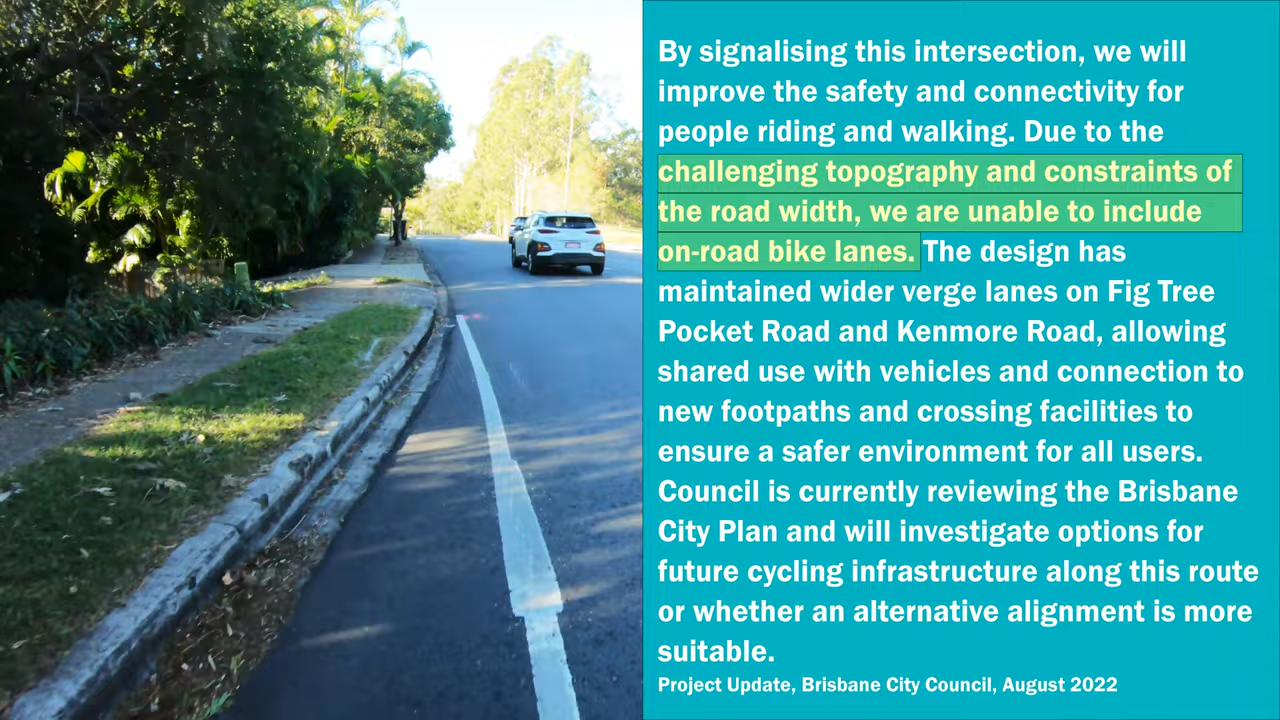 By signalising this intersection, we will
improve the safety and connectivity for
people riding and walking. Due to the
challenging topography and constraints of
the road width, we are unable to include
on-road bike lanes. The design has
maintained wider verge lanes on Fig Tree
Pocket Road and Kenmore Road, allowing
shared use with vehicles and connection to
new footpaths and crossing facilities to
ensure a safer environment for all users.
Council is currently reviewing the Brisbane
City Plan and will investigate options for
future cycling infrastructure along this route
or whether an alternative alignment is more
suitable.
Project Update, Brisbane City Council, August 2022